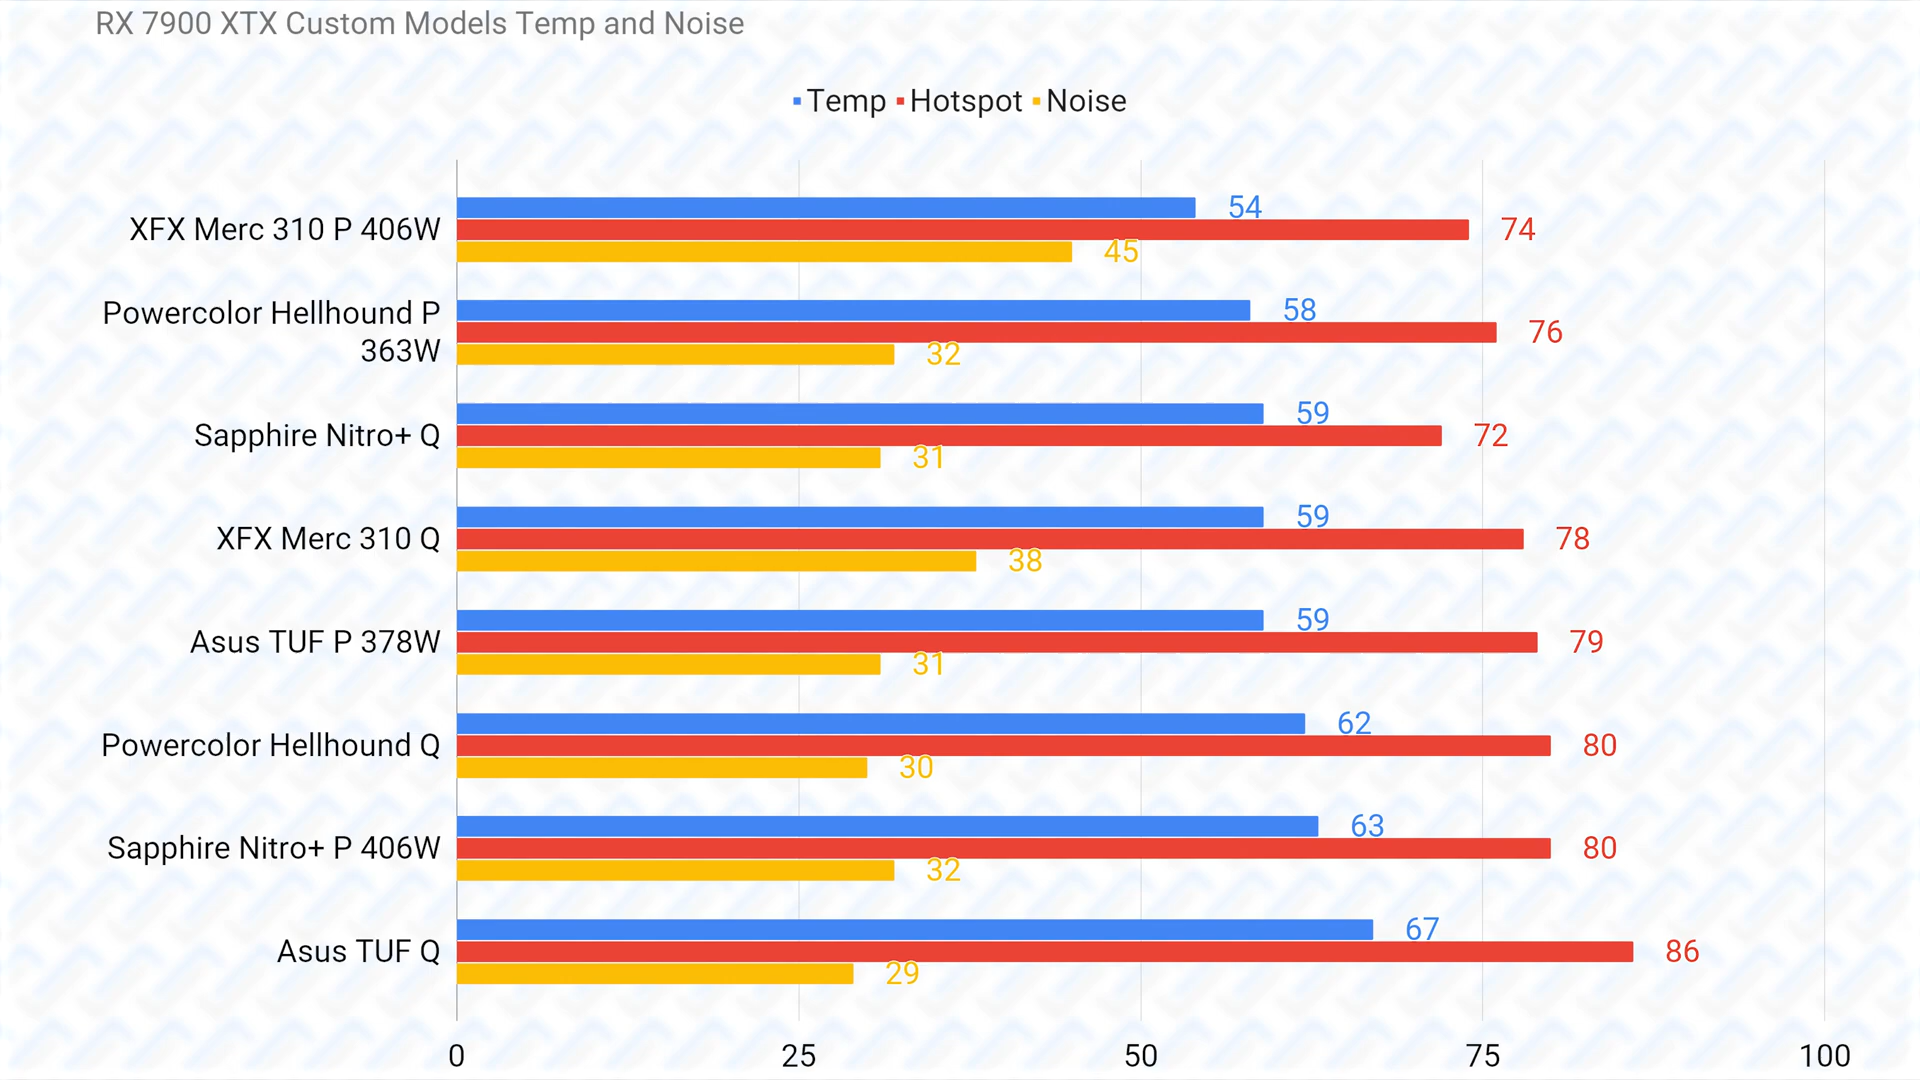 RX 7900 XTX Custom Models Temp and Noise
Temp Hotspot Noise
XFX Merc 310 P 406W
54
74
45
Powercolor Hellhound P
363W
58
76
32
Sapphire Nitro+ Q
59
72
31
XFX Merc 310 Q
59
78
38
Asus TUF P 378W
59
79
31
Powercolor Hellhound Q
62
80
30
Sapphire Nitro+ P 406W
63
80
32
Asus TUF Q
67
86
29
0 25 50 75 100